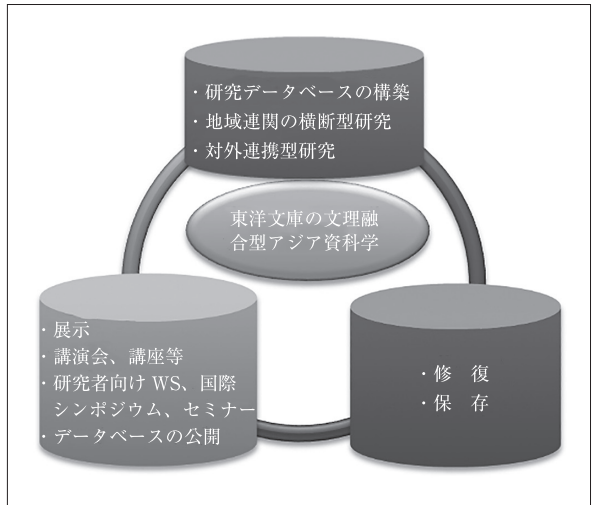 ・研究データベースの構築
・地域連関の横断型研究
・対外連携型研究
東洋文庫の文理融
合型アジア資料学
・展示
・講演会、講座等
・研究者向け WS、国際
シンポジウム、セミナー
・データベースの公開
・修　復
・保　存